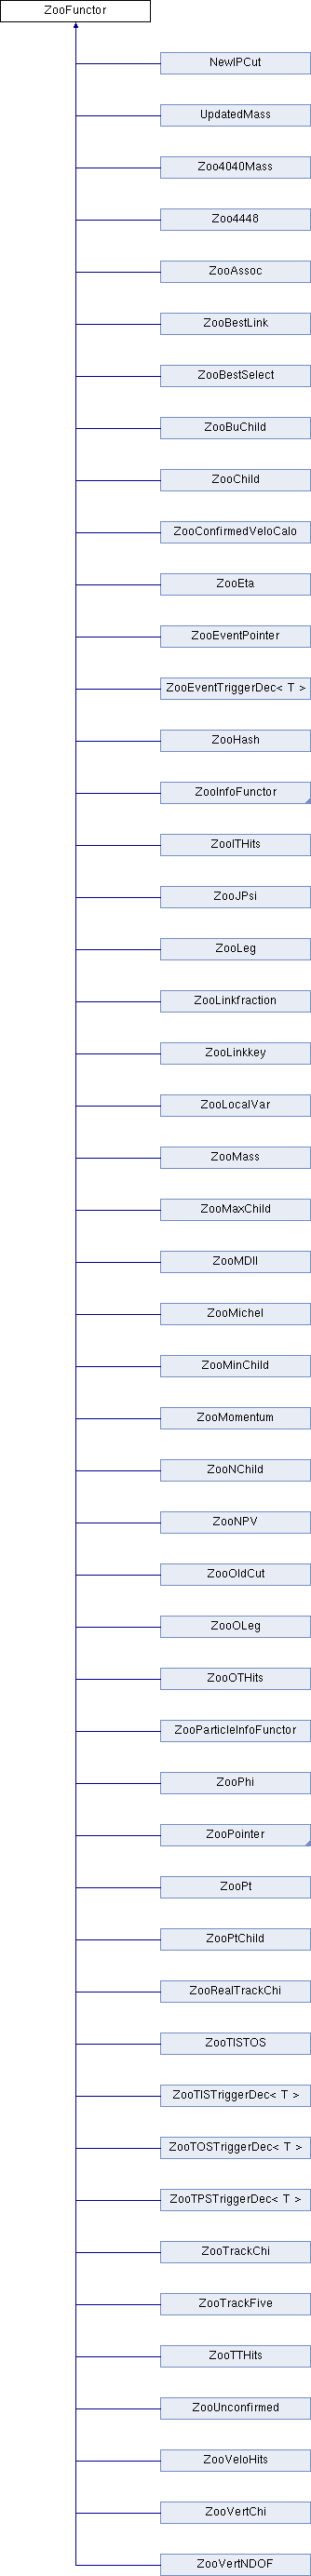 ZooFunctor
NewIPCut
UpdatedMass
Zoo4040Mass
Zoo4448
ZooAssoc
ZooBestLink
ZooBestSelect
ZooBuChild
ZooChild
ZooConfirmedVeloCalo
ZooEta
ZooEventPointer
ZooEventTriggerDec< T >
ZooHash
ZooInfoFunctor
ZooITHits
ZooJPsi
ZooLeg
ZooLinkfraction
ZooLinkkey
ZooLocalVar
ZooMass
ZooMaxChild
ZooMDll
ZooMichel
ZooMinChild
ZooMomentum
ZooNChild
ZooNPV
ZooOldCut
ZooOLeg
ZooOTHits
ZooParticleInfoFunctor
ZooPhi
ZooPointer
ZooPt
ZooPtChild
ZooRealTrackChi
ZooTISTOS
ZooTISTriggerDec< T >
ZooTOSTriggerDec< T >
ZooTPSTriggerDec< T >
ZooTrackChi
ZooTrackFive
ZooTTHits
ZooUnconfirmed
ZooVeloHits
ZooVertChi
ZooVertNDOF